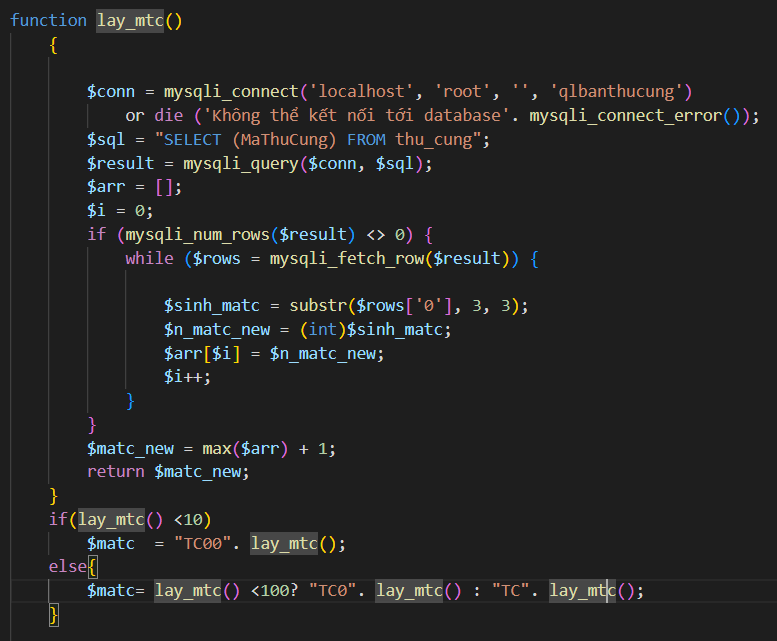 function lay_mtc()
{
$conn = mysqli_connect('localhost', 'root', '', 'qlbanthucung')
or die ('Không thể kết nối tới database'. mysqli_connect_error());
$sql = "SELECT (MaThuCung) FROM thu_cung";
$result = mysqli_query($conn, $sql);
$arr = [];
$i = 0;
if (mysqli_num_rows($result) <> 0) {
while ($rows = mysqli_fetch_row($result)) {
$sinh_matc = substr($rows['0'], 3, 3);
$n_matc_new = (int)$sinh_matc;
$arr[$i] = $n_matc_new;
$i++;
}
}
$matc_new = max($arr) + 1;
return $matc_new;
}
if(lay_mtc() <10)
$matc  = "TC00". lay_mtc();
else{
$matc= lay_mtc() <100? "TC0". lay_mtc() : "TC". lay_mtc();
}